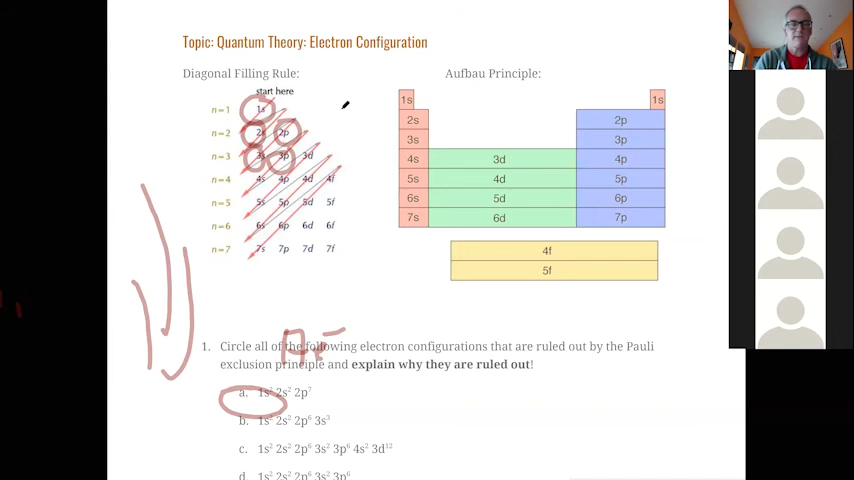 Topic: Quantum Theory: Electron Configuration
Diagonal Filling Rule:
Aufbau Principle:
start here
n=1 1s
n=2 2s 2p
n=3 3s 3p 3d
n=4 4s 4p 4d 4f
n=5 5s 5p 5d 5f
n=6 6s 6p 6d 6f
n=7 7s 7p 7d 7f
1s 1s
2s 2p
3s 3p
4s 3d 4p
5s 4d 5p
6s 5d 6p
7s 6d 7p
4f
5f
1. Circle all of the following electron configurations that are ruled out by the Pauli
exclusion principle and explain why they are ruled out!
a. 1s² 2s² 2p⁷
b. 1s² 2s² 2p⁶ 3s³
c. 1s² 2s² 2p⁶ 3s² 3p⁶ 4s² 3d¹²
d. 1s² 2s² 2p⁶ 3s² 3p⁶